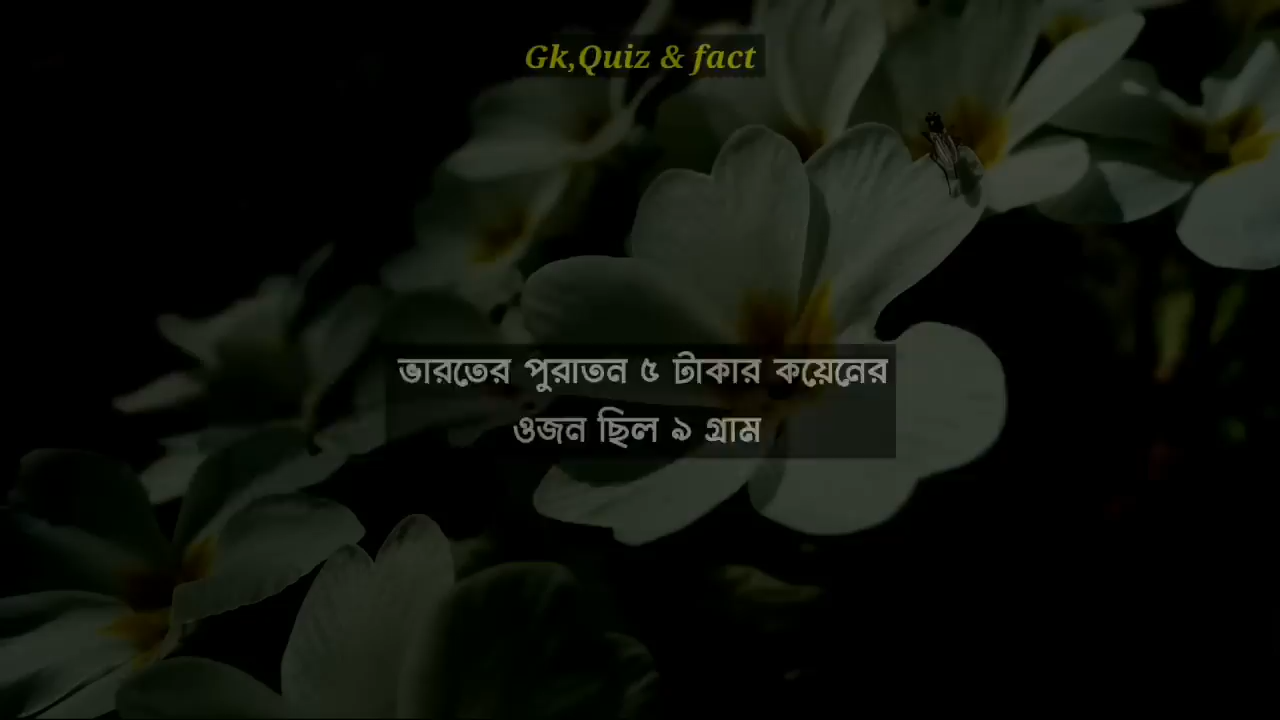 Gk,Quiz & fact
ভারতের পুরাতন ৫ টাকার কয়েনের
ওজন ছিল ৯ গ্রাম